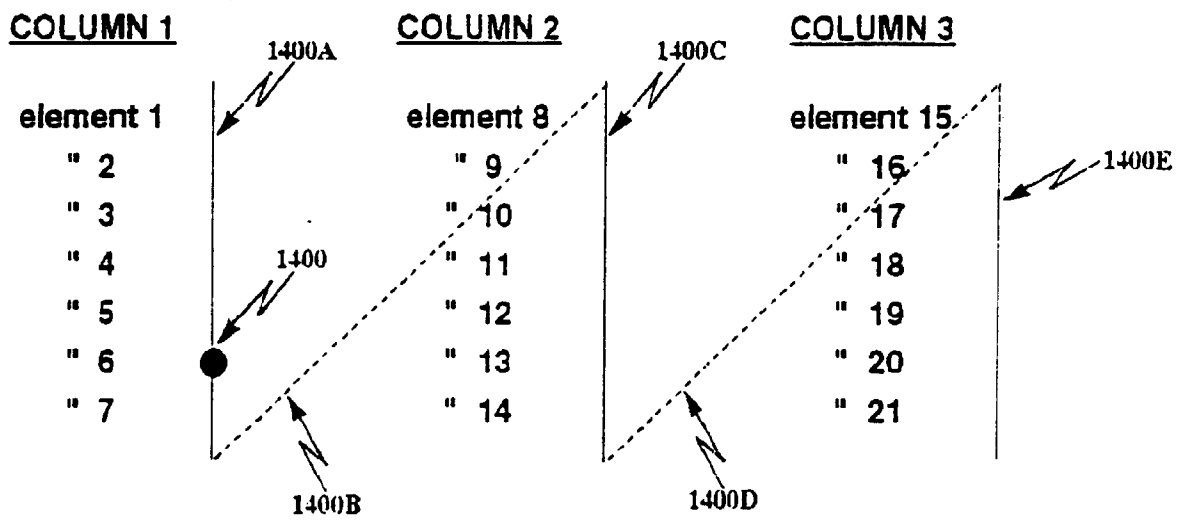 COLUMN 1 COLUMN 2 COLUMN 3
1400A 1400C
element 1 element 8 element 15
" 2 " 9 " 16
1400E
" 3 " 10 " 17
" 4 1400 " 11 " 18
" 5 " 12 " 19
" 6 " 13 " 20
" 7 " 14 " 21
1400B 1400D